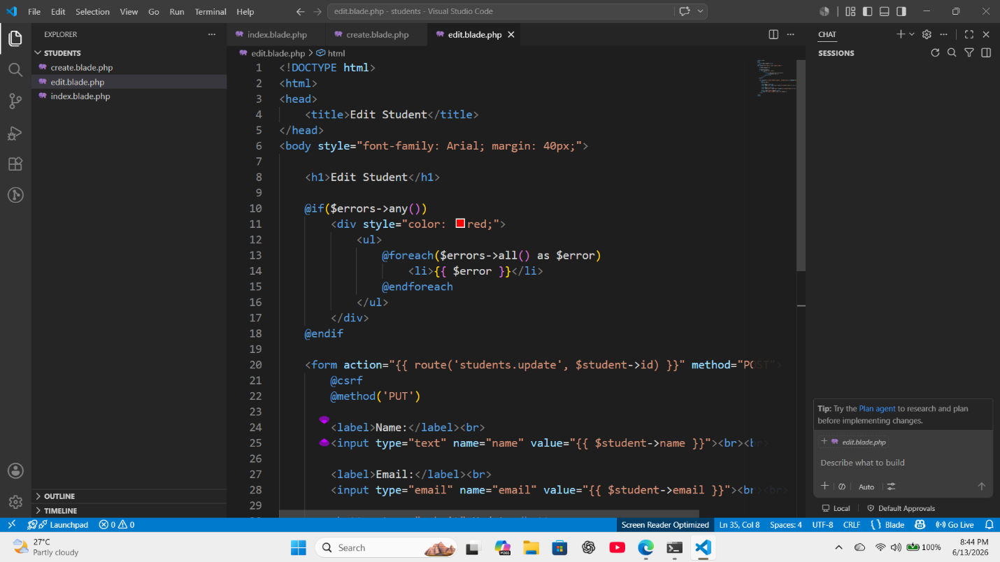 File Edit Selection View Go Run Terminal Help
edit.blade.php - students - Visual Studio Code
EXPLORER
STUDENTS
create.blade.php
edit.blade.php
index.blade.php
OUTLINE
TIMELINE
index.blade.php create.blade.php edit.blade.php
edit.blade.php > html
1 <!DOCTYPE html>
2 <html>
3 <head>
4 <title>Edit Student</title>
5 </head>
6 <body style="font-family: Arial; margin: 40px;">
7
8 <h1>Edit Student</h1>
9
10 @if($errors->any())
11 <div style="color: red;">
12 <ul>
13 @foreach($errors->all() as $error)
14 <li>{{ $error }}</li>
15 @endforeach
16 </ul>
17 </div>
18 @endif
19
20 <form action="{{ route('students.update', $student->id) }}" method="POST">
21 @csrf
22 @method('PUT')
23
24 <label>Name:</label><br>
25 <input type="text" name="name" value="{{ $student->name }}"><br><br>
26
27 <label>Email:</label><br>
28 <input type="email" name="email" value="{{ $student->email }}"><br><br>
29
CHAT
SESSIONS
Tip: Try the Plan agent to research and plan
before implementing changes.
edit.blade.php
Describe what to build
Auto
Local Default Approvals
Launchpad 0 0 Screen Reader Optimized Ln 35, Col 8 Spaces: 4 UTF-8 CRLF Blade Go Live
27°C
Partly cloudy
Search
M365
100%
8:44 PM
6/13/2026